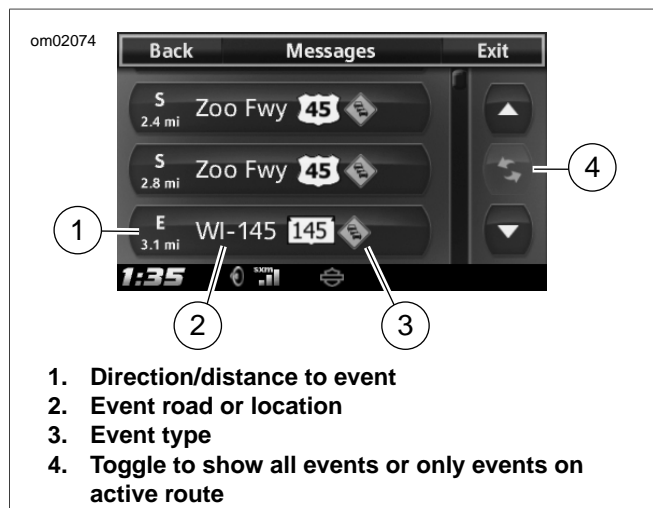 om02074
Back Messages Exit
S
2.4 mi Zoo Fwy 45
S
2.8 mi Zoo Fwy 45
E
3.1 mi WI-145 145
1:35 sxm
1
2
3
4
1. Direction/distance to event
2. Event road or location
3. Event type
4. Toggle to show all events or only events on
active route